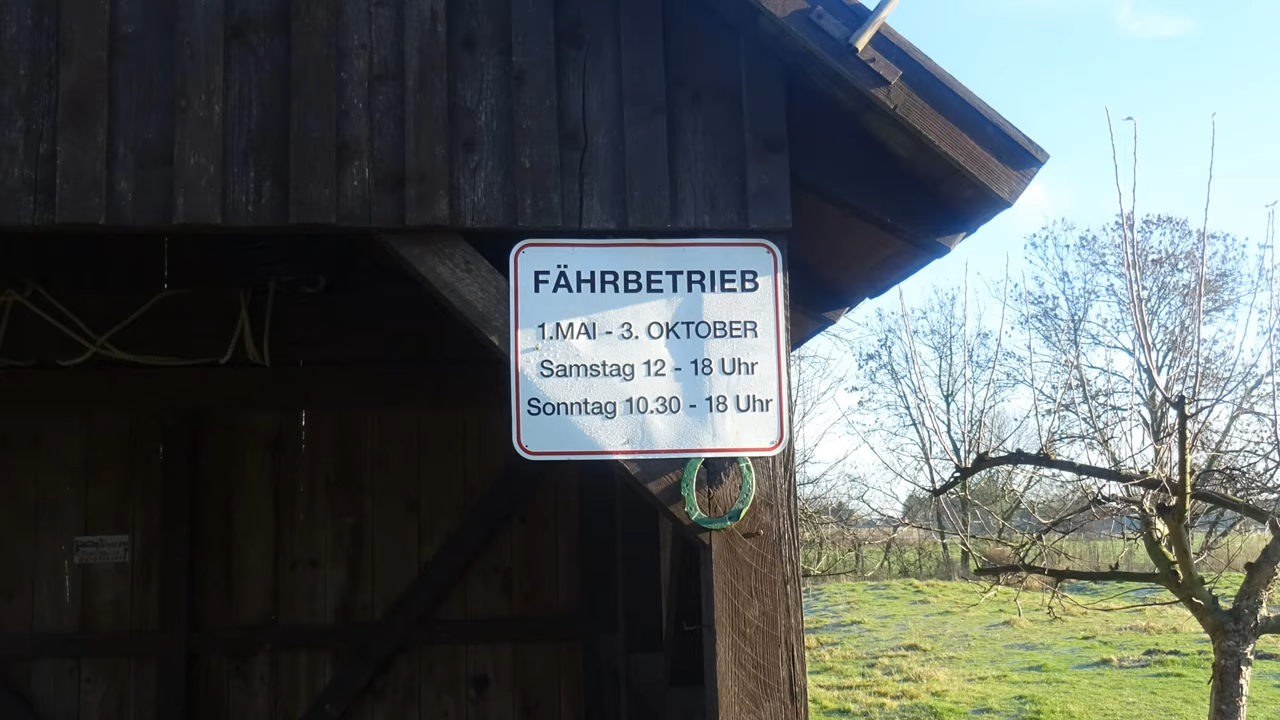 FÄHRBETRIEB
1.MAI - 3. OKTOBER
Samstag 12 - 18 Uhr
Sonntag 10.30 - 18 Uhr